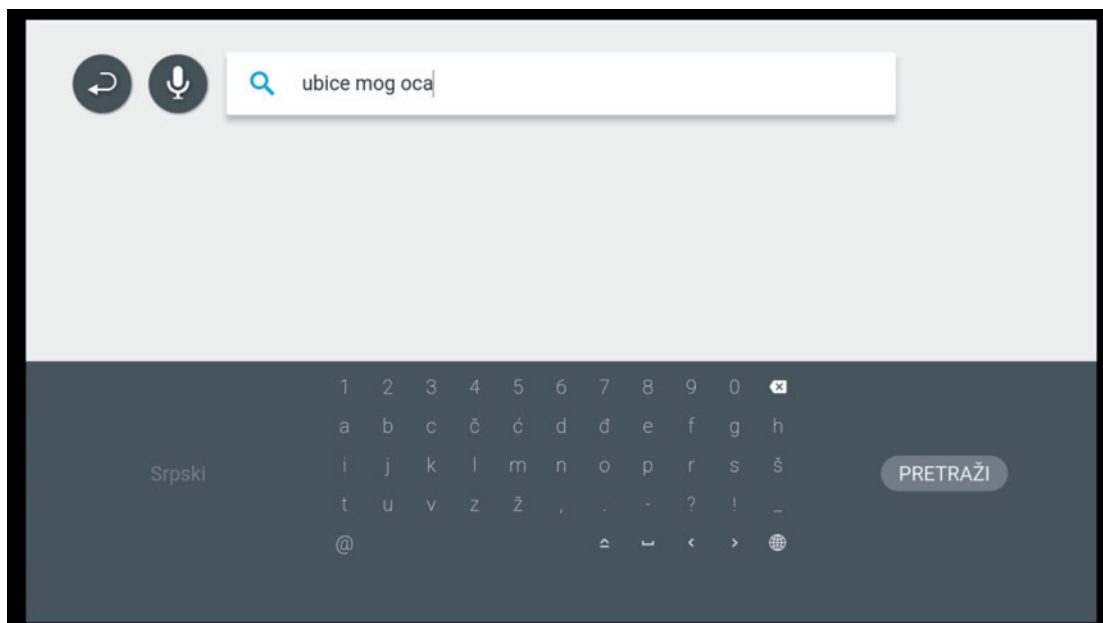 ubice mog oca
1 2 3 4 5 6 7 8 9 0
a b c č ć d đ e f g h
Srpski
i j k l m n o p r s š
PRETRAŽI
t u v z ž , . - ? ! _
@ < >